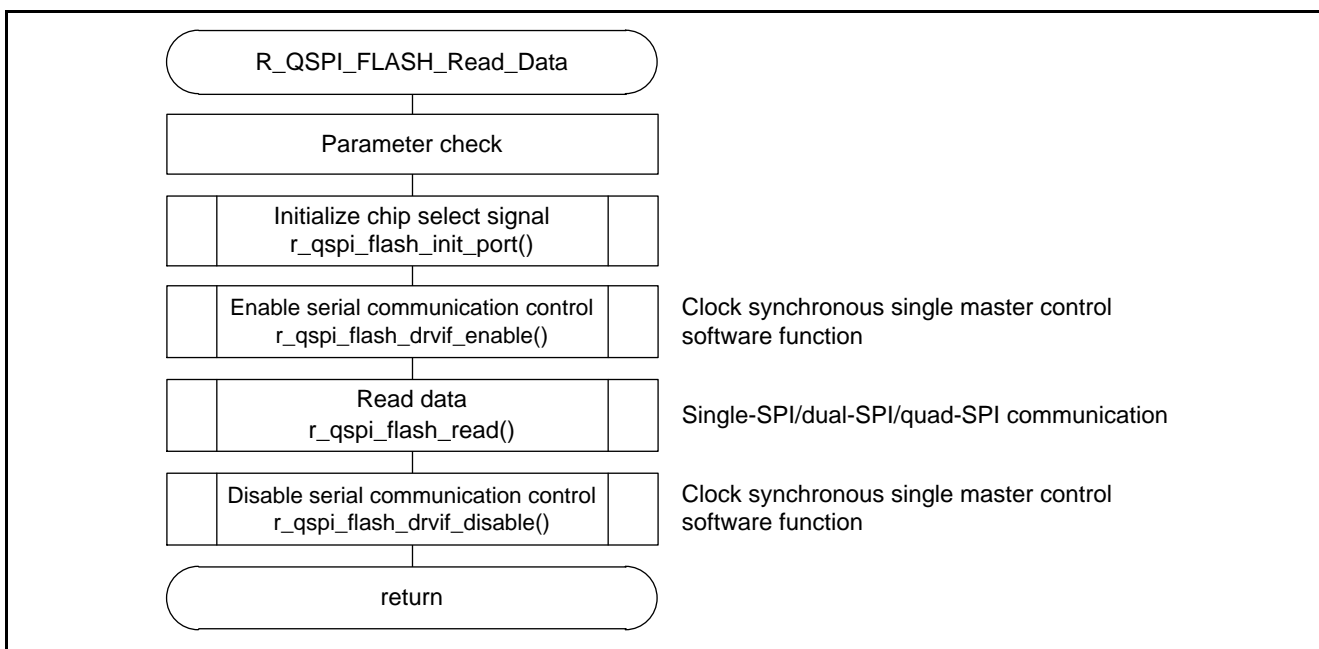 R_QSPI_FLASH_Read_Data
Parameter check
Initialize chip select signal
r_qspi_flash_init_port()
Enable serial communication control
r_qspi_flash_drvif_enable()
Clock synchronous single master control
software function
Read data
r_qspi_flash_read()
Single-SPI/dual-SPI/quad-SPI communication
Disable serial communication control
r_qspi_flash_drvif_disable()
Clock synchronous single master control
software function
return